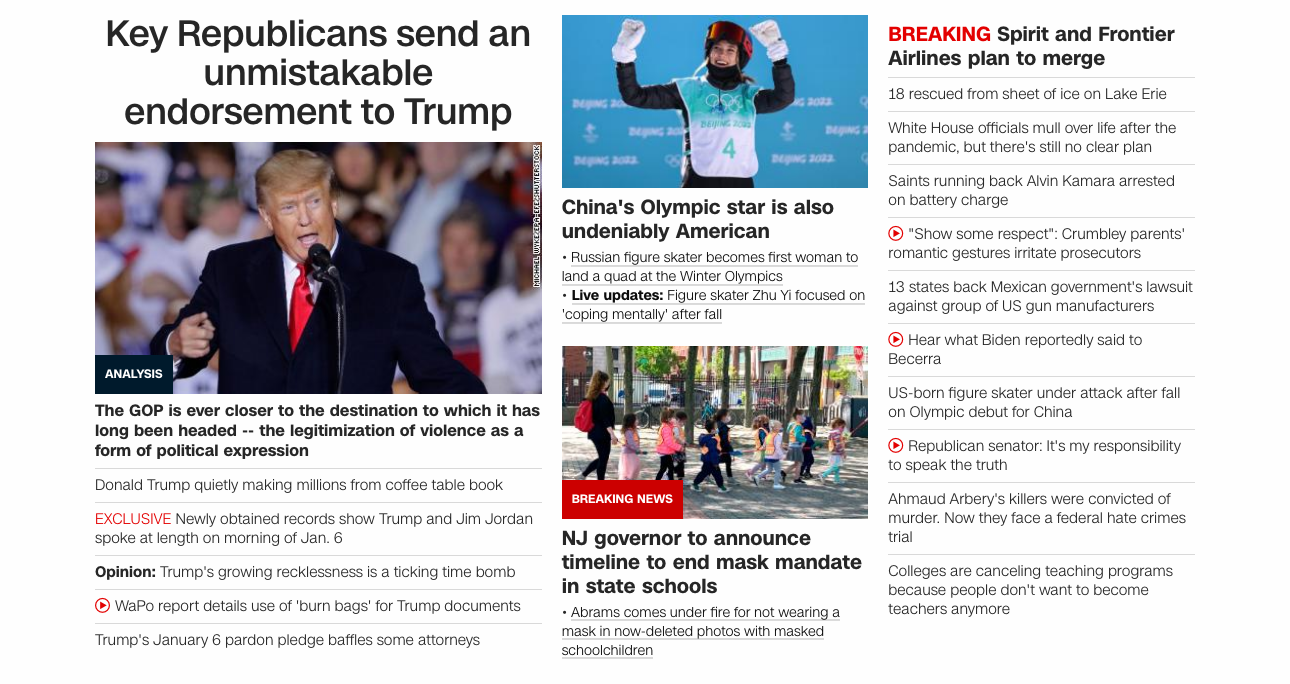 Key Republicans send an
unmistakable
endorsement to Trump
MICHAEL WYKE/EPA-EFE/SHUTTERSTOCK
ANALYSIS
The GOP is ever closer to the destination to which it has
long been headed -- the legitimization of violence as a
form of political expression
Donald Trump quietly making millions from coffee table book
EXCLUSIVE Newly obtained records show Trump and Jim Jordan
spoke at length on morning of Jan. 6
Opinion: Trump's growing recklessness is a ticking time bomb
WaPo report details use of 'burn bags' for Trump documents
Trump's January 6 pardon pledge baffles some attorneys
BEIJING 2022
BEIJING 2022
BEIJING 2022
BEIJING 2022
4
China's Olympic star is also
undeniably American
• Russian figure skater becomes first woman to
land a quad at the Winter Olympics
• Live updates: Figure skater Zhu Yi focused on
'coping mentally' after fall
BREAKING NEWS
NJ governor to announce
timeline to end mask mandate
in state schools
• Abrams comes under fire for not wearing a
mask in now-deleted photos with masked
schoolchildren
BREAKING Spirit and Frontier
Airlines plan to merge
18 rescued from sheet of ice on Lake Erie
White House officials mull over life after the
pandemic, but there's still no clear plan
Saints running back Alvin Kamara arrested
on battery charge
"Show some respect": Crumbley parents'
romantic gestures irritate prosecutors
13 states back Mexican government's lawsuit
against group of US gun manufacturers
Hear what Biden reportedly said to
Becerra
US-born figure skater under attack after fall
on Olympic debut for China
Republican senator: It's my responsibility
to speak the truth
Ahmaud Arbery's killers were convicted of
murder. Now they face a federal hate crimes
trial
Colleges are canceling teaching programs
because people don't want to become
teachers anymore